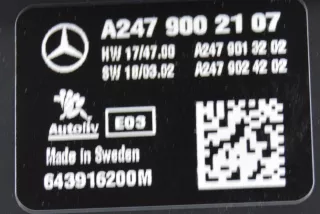 A247 900 21 07
HW 17/47.00 A247 901 32 02
SW 18/03.02 A247 902 42 02
Autoliv E03
Made in Sweden
643916200M